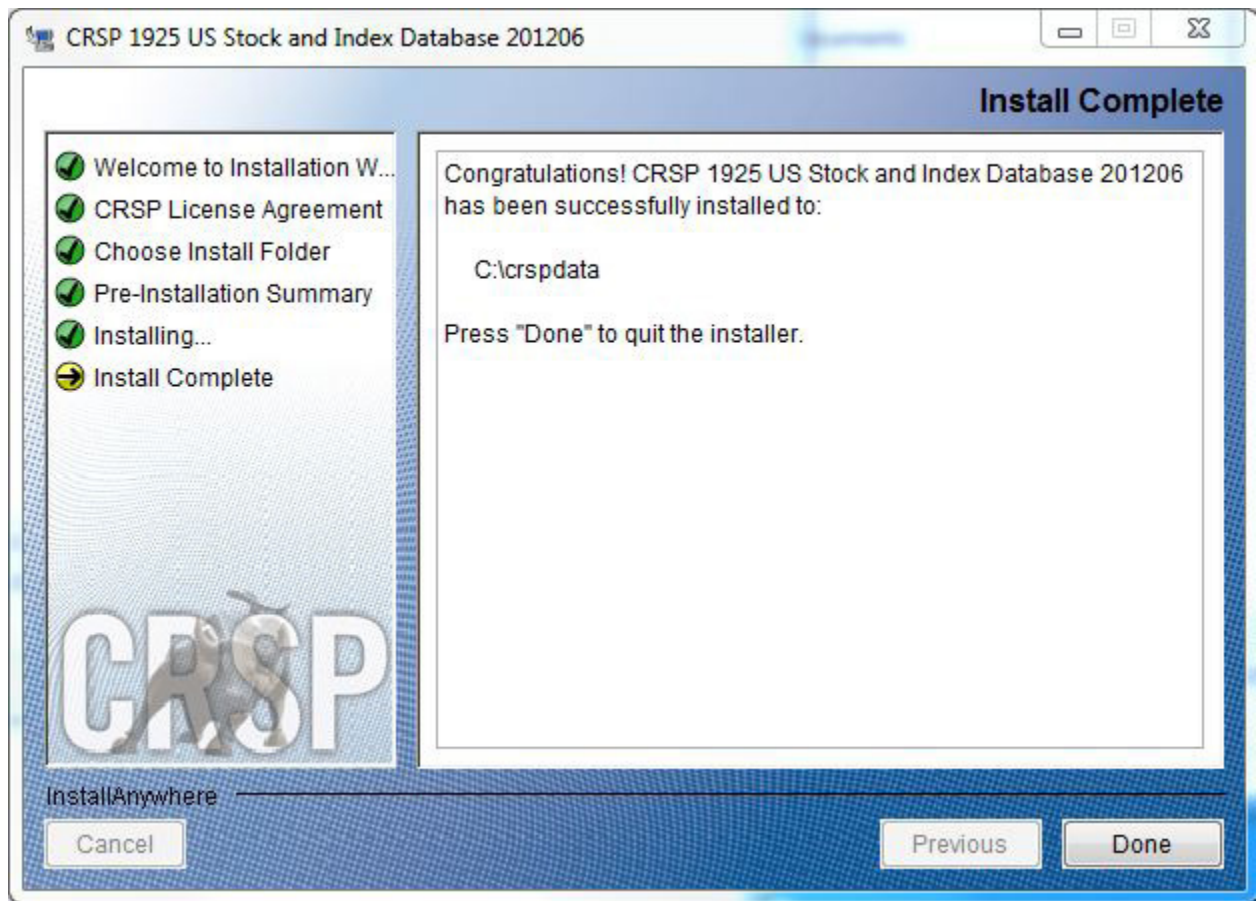 CRSP 1925 US Stock and Index Database 201206
Install Complete
Welcome to Installation W...
CRSP License Agreement
Choose Install Folder
Pre-Installation Summary
Installing...
Install Complete
Congratulations! CRSP 1925 US Stock and Index Database 201206
has been successfully installed to:
C:\crspdata
Press "Done" to quit the installer.
CRSP
InstallAnywhere
Cancel
Previous
Done